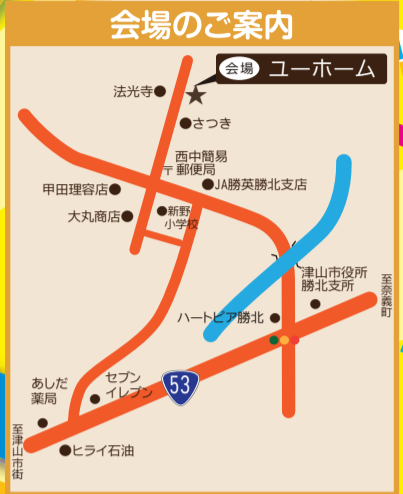 会場のご案内
会場 ユーホーム
法光寺
さつき
西中簡易
〒郵便局
甲田理容店
JA勝英勝北支店
大丸商店
新野
小学校
津山市役所
勝北支所
至奈義町
ハートピア勝北
53
セブン
イレブン
あしだ
薬局
至津山市街
ヒライ石油